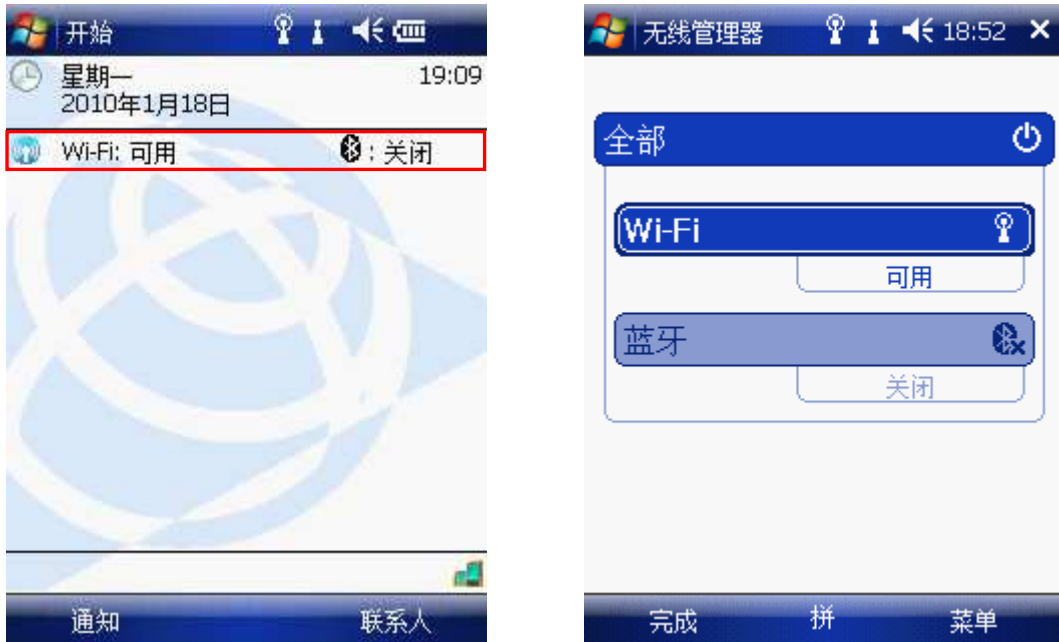 开始
星期一
19:09
2010年1月18日
Wi-Fi: 可用
: 关闭
通知
联系人
无线管理器
18:52
全部
Wi-Fi
可用
蓝牙
关闭
完成
拼
菜单